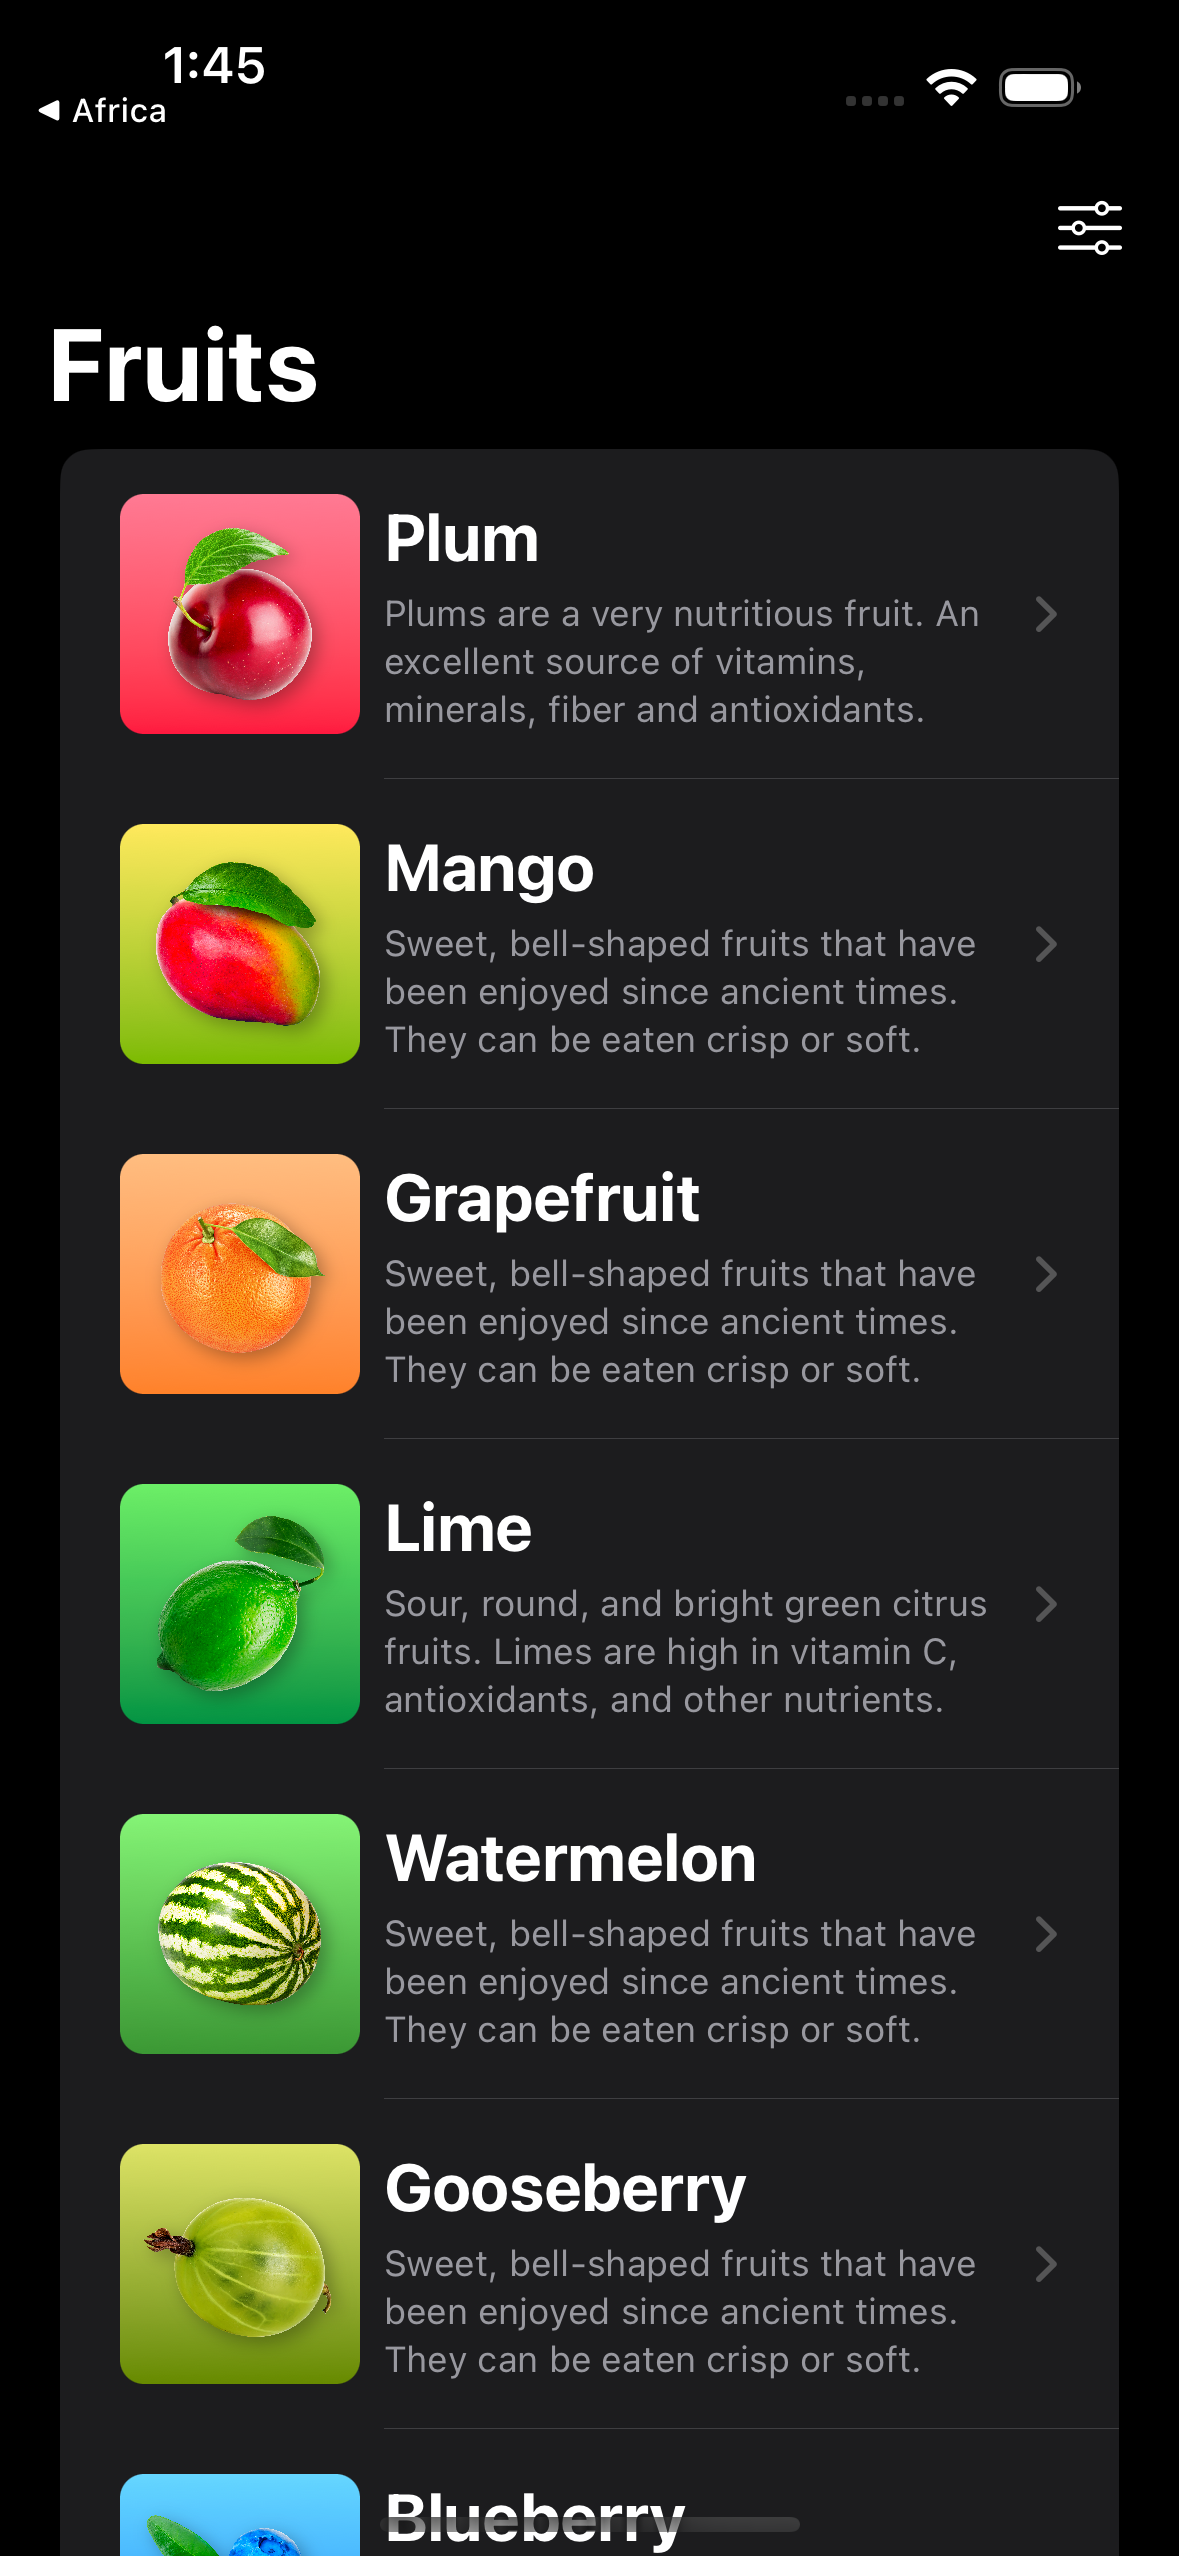 1:45
Africa
Fruits
Plum
Plums are a very nutritious fruit. An
excellent source of vitamins,
minerals, fiber and antioxidants.
Mango
Sweet, bell-shaped fruits that have
been enjoyed since ancient times.
They can be eaten crisp or soft.
Grapefruit
Sweet, bell-shaped fruits that have
been enjoyed since ancient times.
They can be eaten crisp or soft.
Lime
Sour, round, and bright green citrus
fruits. Limes are high in vitamin C,
antioxidants, and other nutrients.
Watermelon
Sweet, bell-shaped fruits that have
been enjoyed since ancient times.
They can be eaten crisp or soft.
Gooseberry
Sweet, bell-shaped fruits that have
been enjoyed since ancient times.
They can be eaten crisp or soft.
Blueberry